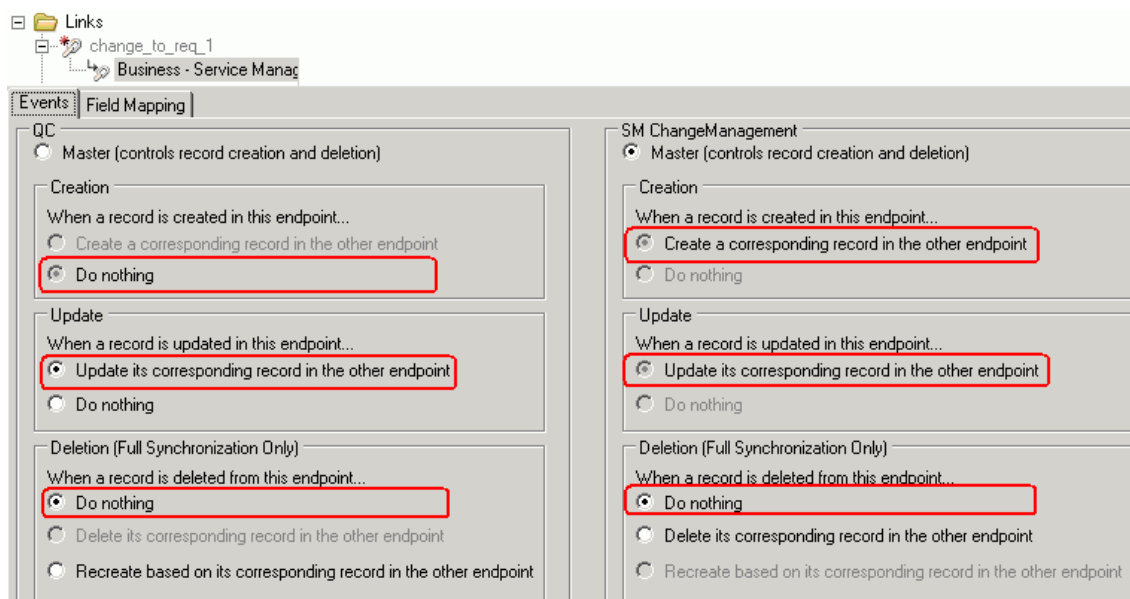 Links
change_to_req_1
Business - Service Manag
Events
Field Mapping
QC
Master (controls record creation and deletion)
Creation
When a record is created in this endpoint...
Create a corresponding record in the other endpoint
Do nothing
Update
When a record is updated in this endpoint...
Update its corresponding record in the other endpoint
Do nothing
Deletion (Full Synchronization Only)
When a record is deleted from this endpoint...
Do nothing
Delete its corresponding record in the other endpoint
Recreate based on its corresponding record in the other endpoint
SM ChangeManagement
Master (controls record creation and deletion)
Creation
When a record is created in this endpoint...
Create a corresponding record in the other endpoint
Do nothing
Update
When a record is updated in this endpoint...
Update its corresponding record in the other endpoint
Do nothing
Deletion (Full Synchronization Only)
When a record is deleted from this endpoint...
Do nothing
Delete its corresponding record in the other endpoint
Recreate based on its corresponding record in the other endpoint